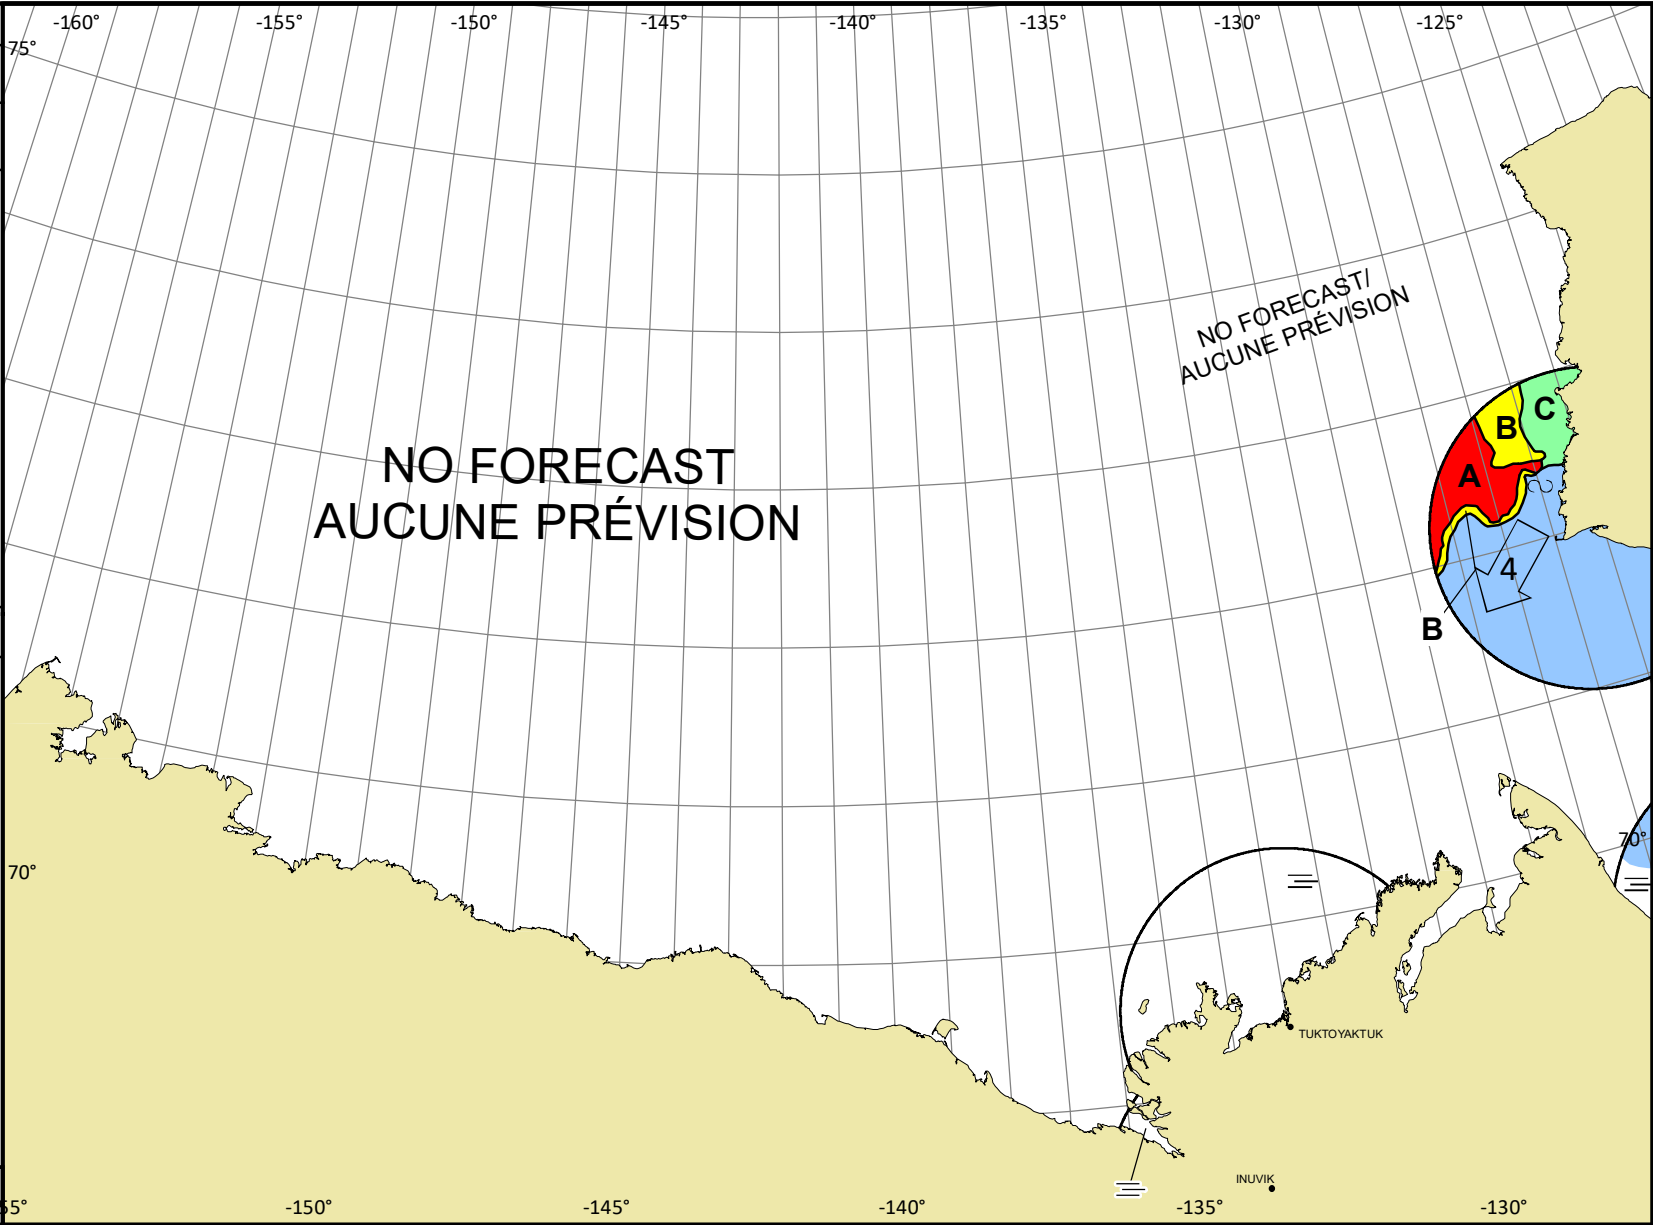 -160° -155° -150° -145° -140° -135° -130° -125°
75°
NO FORECAST/
AUCUNE PRÉVISION
NO FORECAST
AUCUNE PRÉVISION
C
B
A
4
B
70°
70°
TUKTOYAKTUK
INUVIK
55° -150° -145° -140° -135° -130°